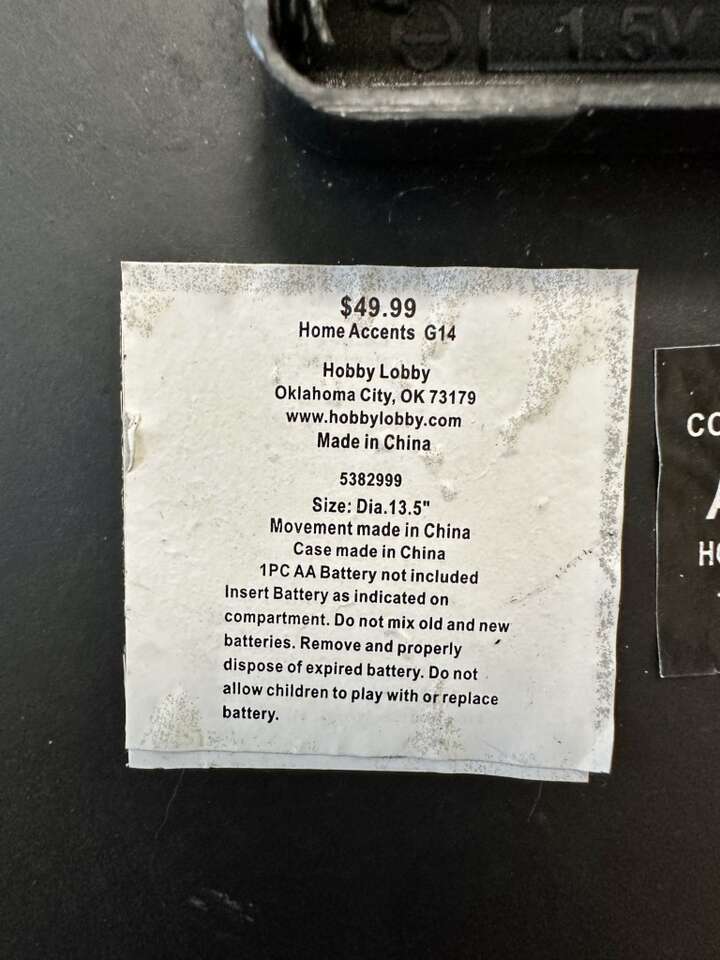 1.5V
$49.99
Home Accents G14
Hobby Lobby
Oklahoma City, OK 73179
www.hobbylobby.com
Made in China
5382999
Size: Dia.13.5"
Movement made in China
Case made in China
1PC AA Battery not included
Insert Battery as indicated on
compartment. Do not mix old and new
batteries. Remove and properly
dispose of expired battery. Do not
allow children to play with or replace
battery.